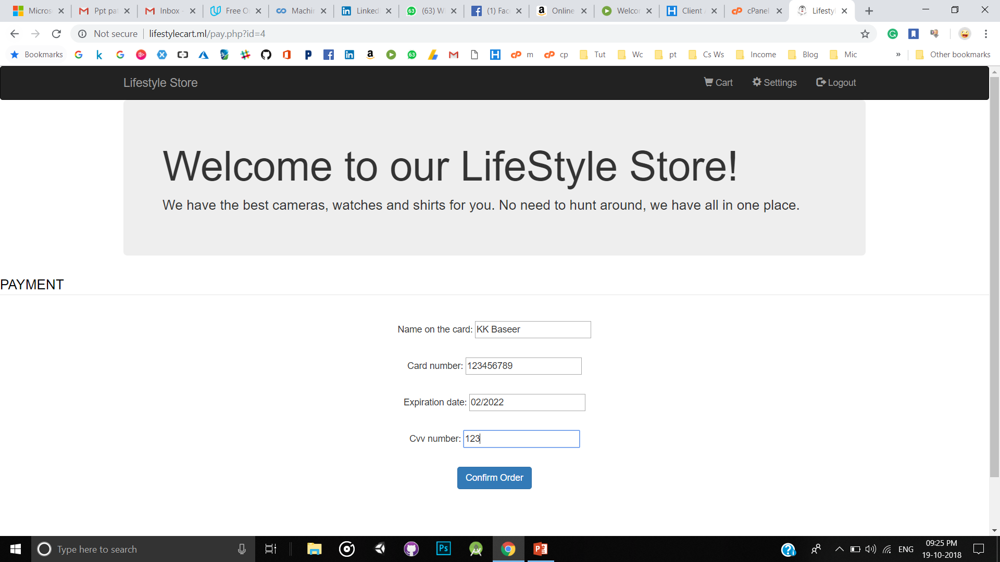 Micros Ppt pat Inbox - Free O Machin Linked (63) W (1) Fac Online Welcor Client cPanel Lifestyl
Not secure lifestylecart.ml/pay.php?id=4
Bookmarks m cp Tut Wc pt Cs Ws Income Blog Mic » Other bookmarks
Lifestyle Store Cart Settings Logout
Welcome to our LifeStyle Store!
We have the best cameras, watches and shirts for you. No need to hunt around, we have all in one place.
PAYMENT
Name on the card: KK Baseer
Card number: 123456789
Expiration date: 02/2022
Cvv number: 123
Confirm Order
Type here to search ENG 09:25 PM
19-10-2018